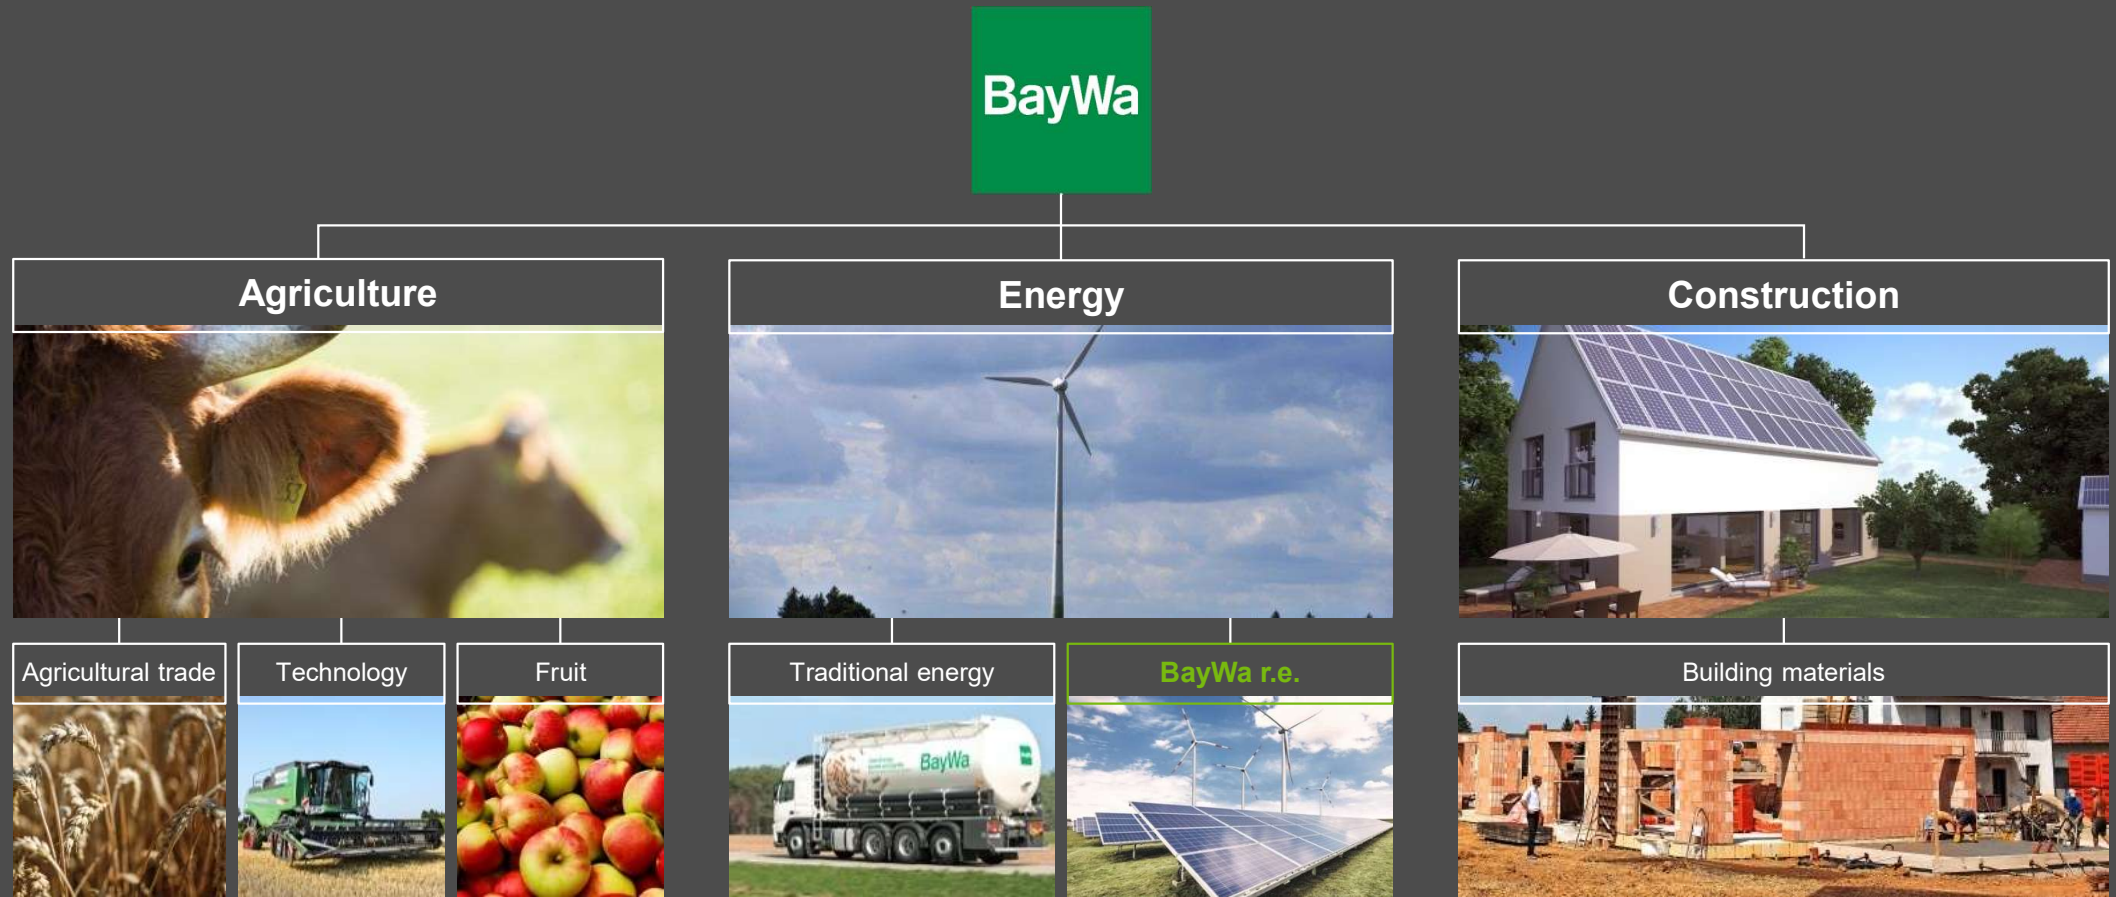 BayWa
Agriculture
Energy
Construction
Agricultural trade
Technology
Fruit
Traditional energy
BayWa r.e.
Building materials
BayWa